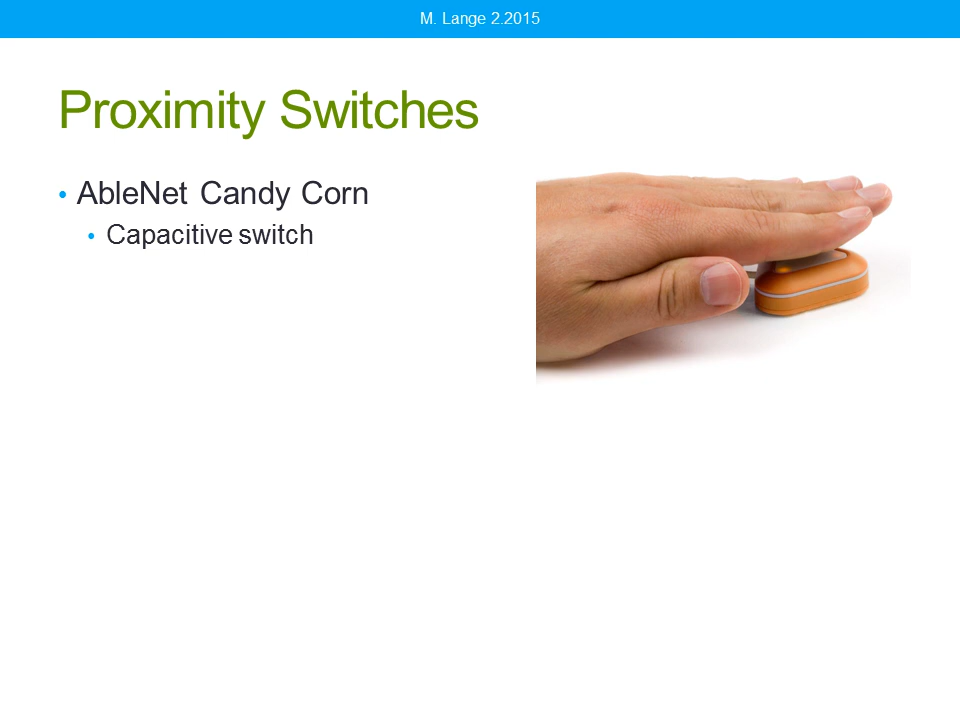 M. Lange 2.2015
Proximity Switches
• AbleNet Candy Corn
• Capacitive switch